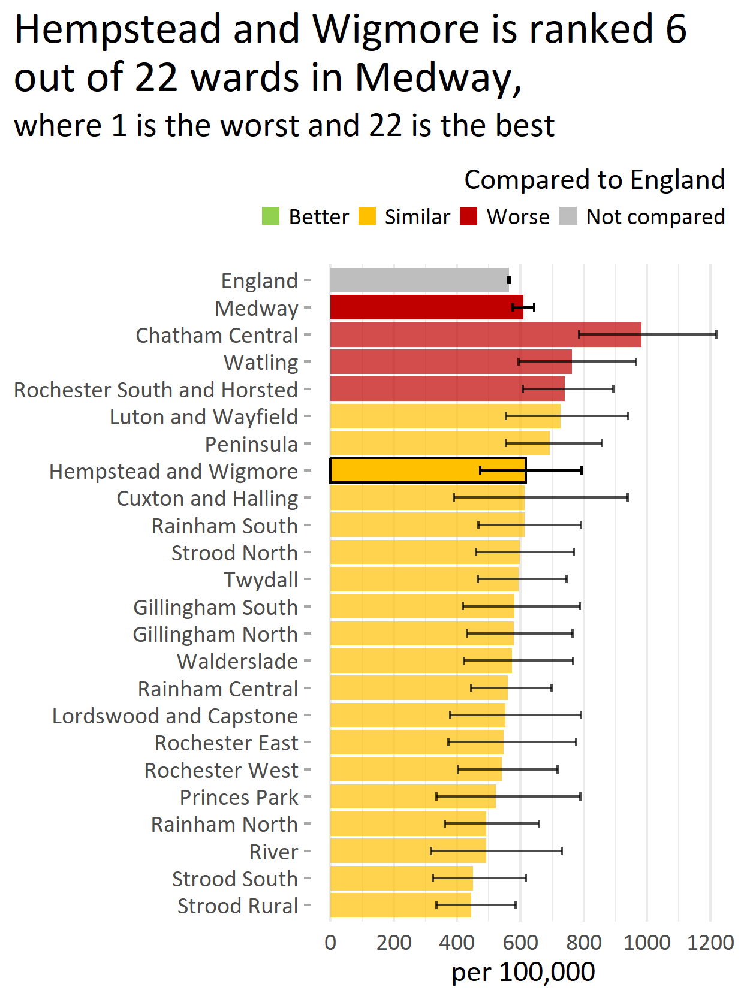 Hempstead and Wigmore is ranked 6
out of 22 wards in Medway,
where 1 is the worst and 22 is the best
Compared to England
Better Similar Worse Not compared
England
Medway
Chatham Central
Watling
Rochester South and Horsted
Luton and Wayfield
Peninsula
Hempstead and Wigmore
Cuxton and Halling
Rainham South
Strood North
Twydall
Gillingham South
Gillingham North
Walderslade
Rainham Central
Lordswood and Capstone
Rochester East
Rochester West
Princes Park
Rainham North
River
Strood South
Strood Rural
0 200 400 600 800 1000 1200
per 100,000